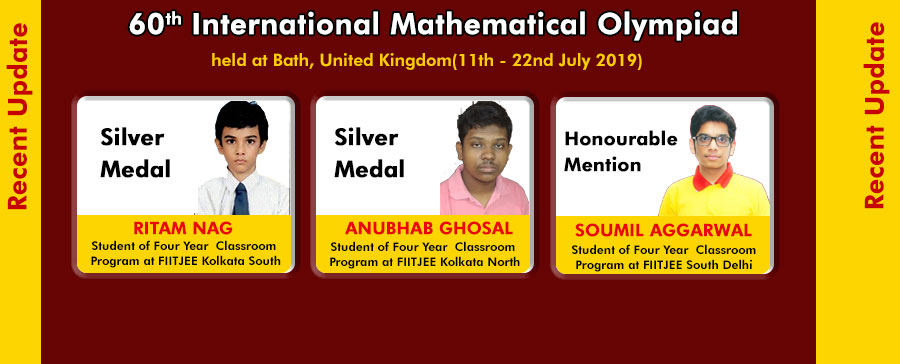 60th International Mathematical Olympiad
held at Bath, United Kingdom(11th - 22nd July 2019)
Recent Update
Silver
Medal
RITAM NAG
Student of Four Year Classroom
Program at FIITJEE Kolkata South
Silver
Medal
ANUBHAB GHOSAL
Student of Four Year Classroom
Program at FIITJEE Kolkata North
Honourable
Mention
SOUMIL AGGARWAL
Student of Four Year Classroom
Program at FIITJEE South Delhi
Recent Update